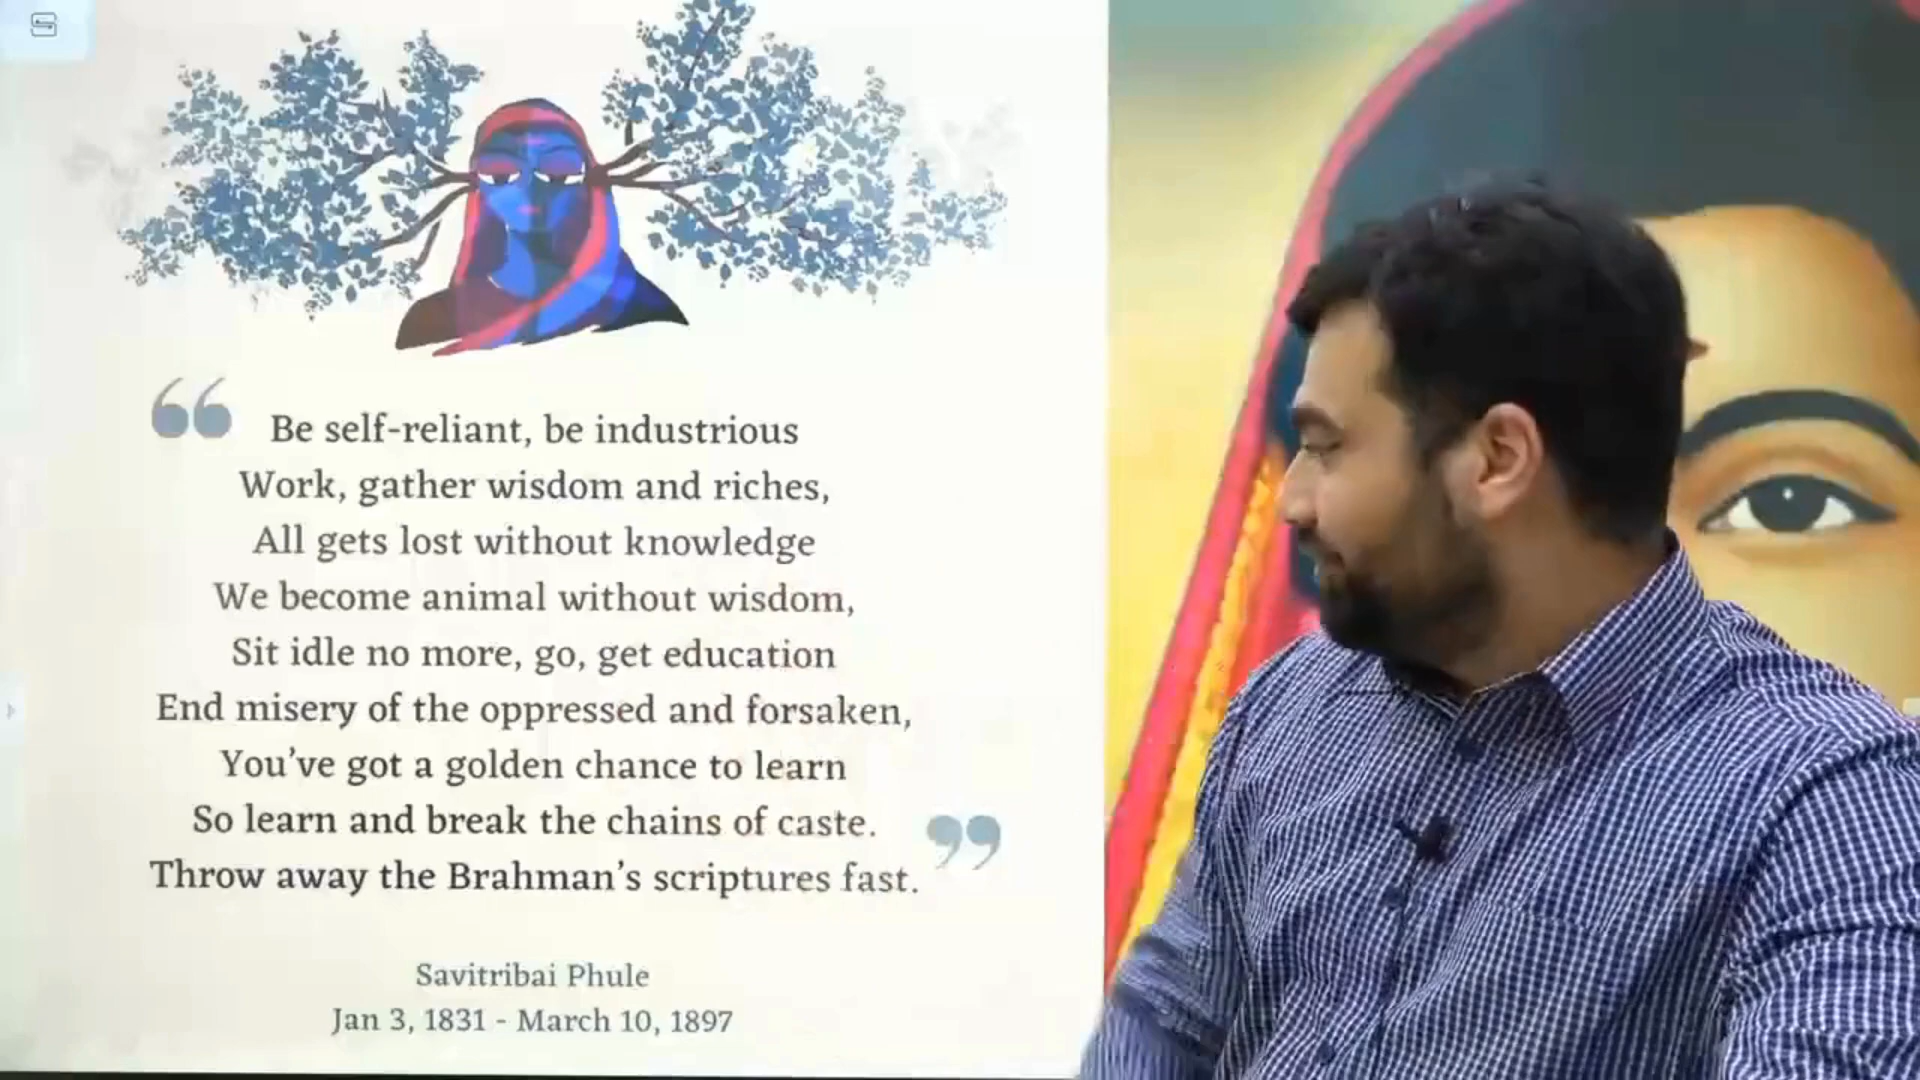 Be self-reliant, be industrious
Work, gather wisdom and riches,
All gets lost without knowledge
We become animal without wisdom,
Sit idle no more, go, get education
End misery of the oppressed and forsaken,
You've got a golden chance to learn
So learn and break the chains of caste.
Throw away the Brahman's scriptures fast.
Savitribai Phule
Jan 3, 1831 - March 10, 1897